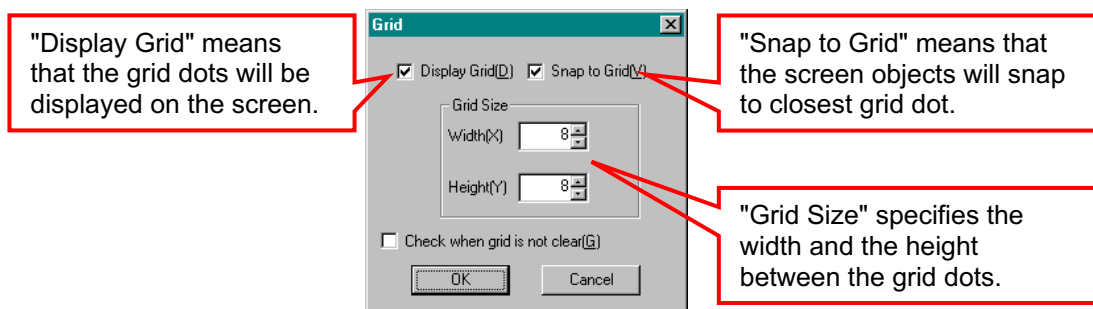 "Display Grid" means
that the grid dots will be
displayed on the screen.
Grid
Display Grid(D) Snap to Grid(V)
Grid Size
Width(X) 8
Height(Y) 8
Check when grid is not clear(G)
OK Cancel
"Snap to Grid" means that
the screen objects will snap
to closest grid dot.
"Grid Size" specifies the
width and the height
between the grid dots.